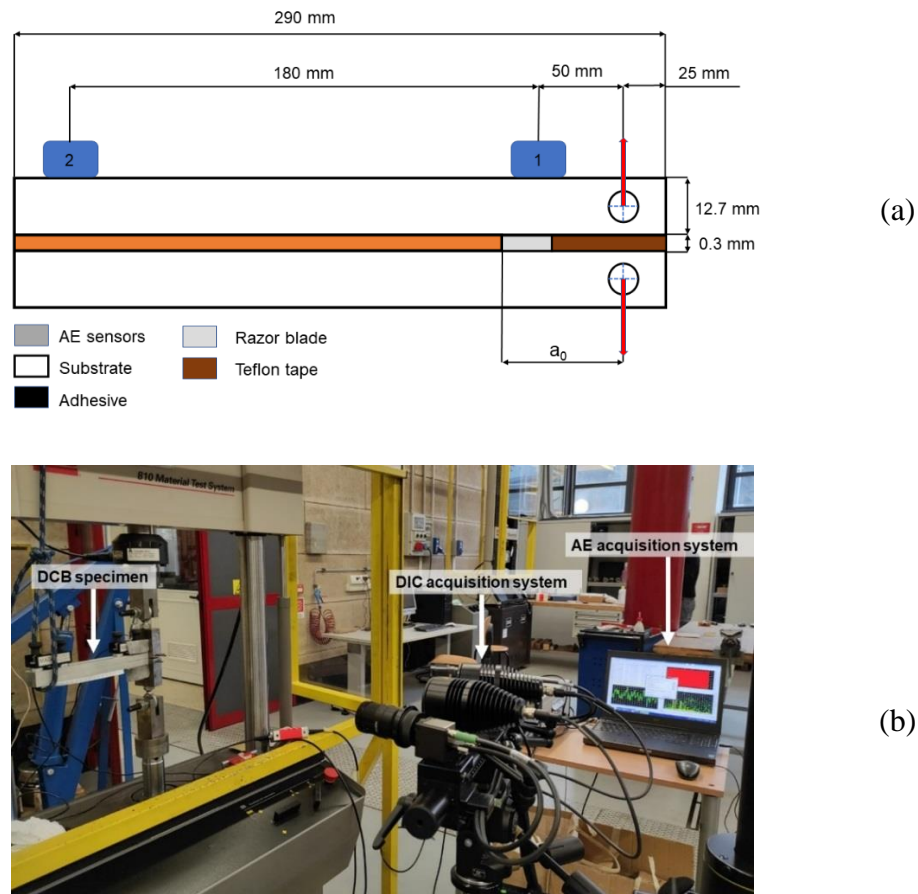 290 mm
180 mm
50 mm
25 mm
2
1
12.7 mm
0.3 mm
(a)
a₀
AE sensors
Razor blade
Substrate
Teflon tape
Adhesive
810 Material Test System
AE acquisition system
DCB specimen
DIC acquisition system
(b)